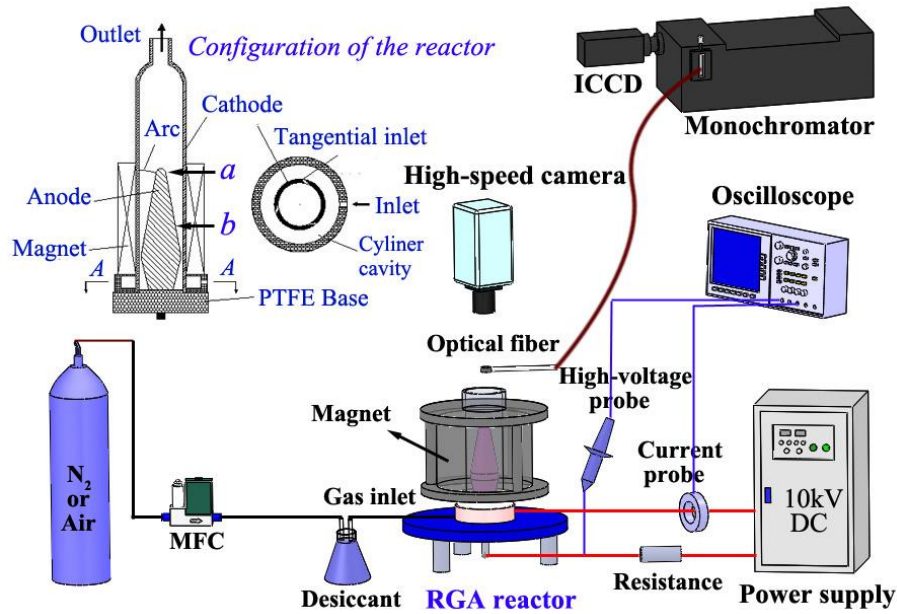 Outlet
Configuration of the reactor
Cathode
Arc
Tangential inlet
a
Anode
Inlet
b
Magnet
Cyliner
cavity
A
A
PTFE Base
ICCD
Monochromator
High-speed camera
Oscilloscope
Optical fiber
High-voltage
probe
Magnet
Current
probe
N2
or
Air
Gas inlet
10kV
DC
MFC
Desiccant
RGA reactor
Resistance
Power supply